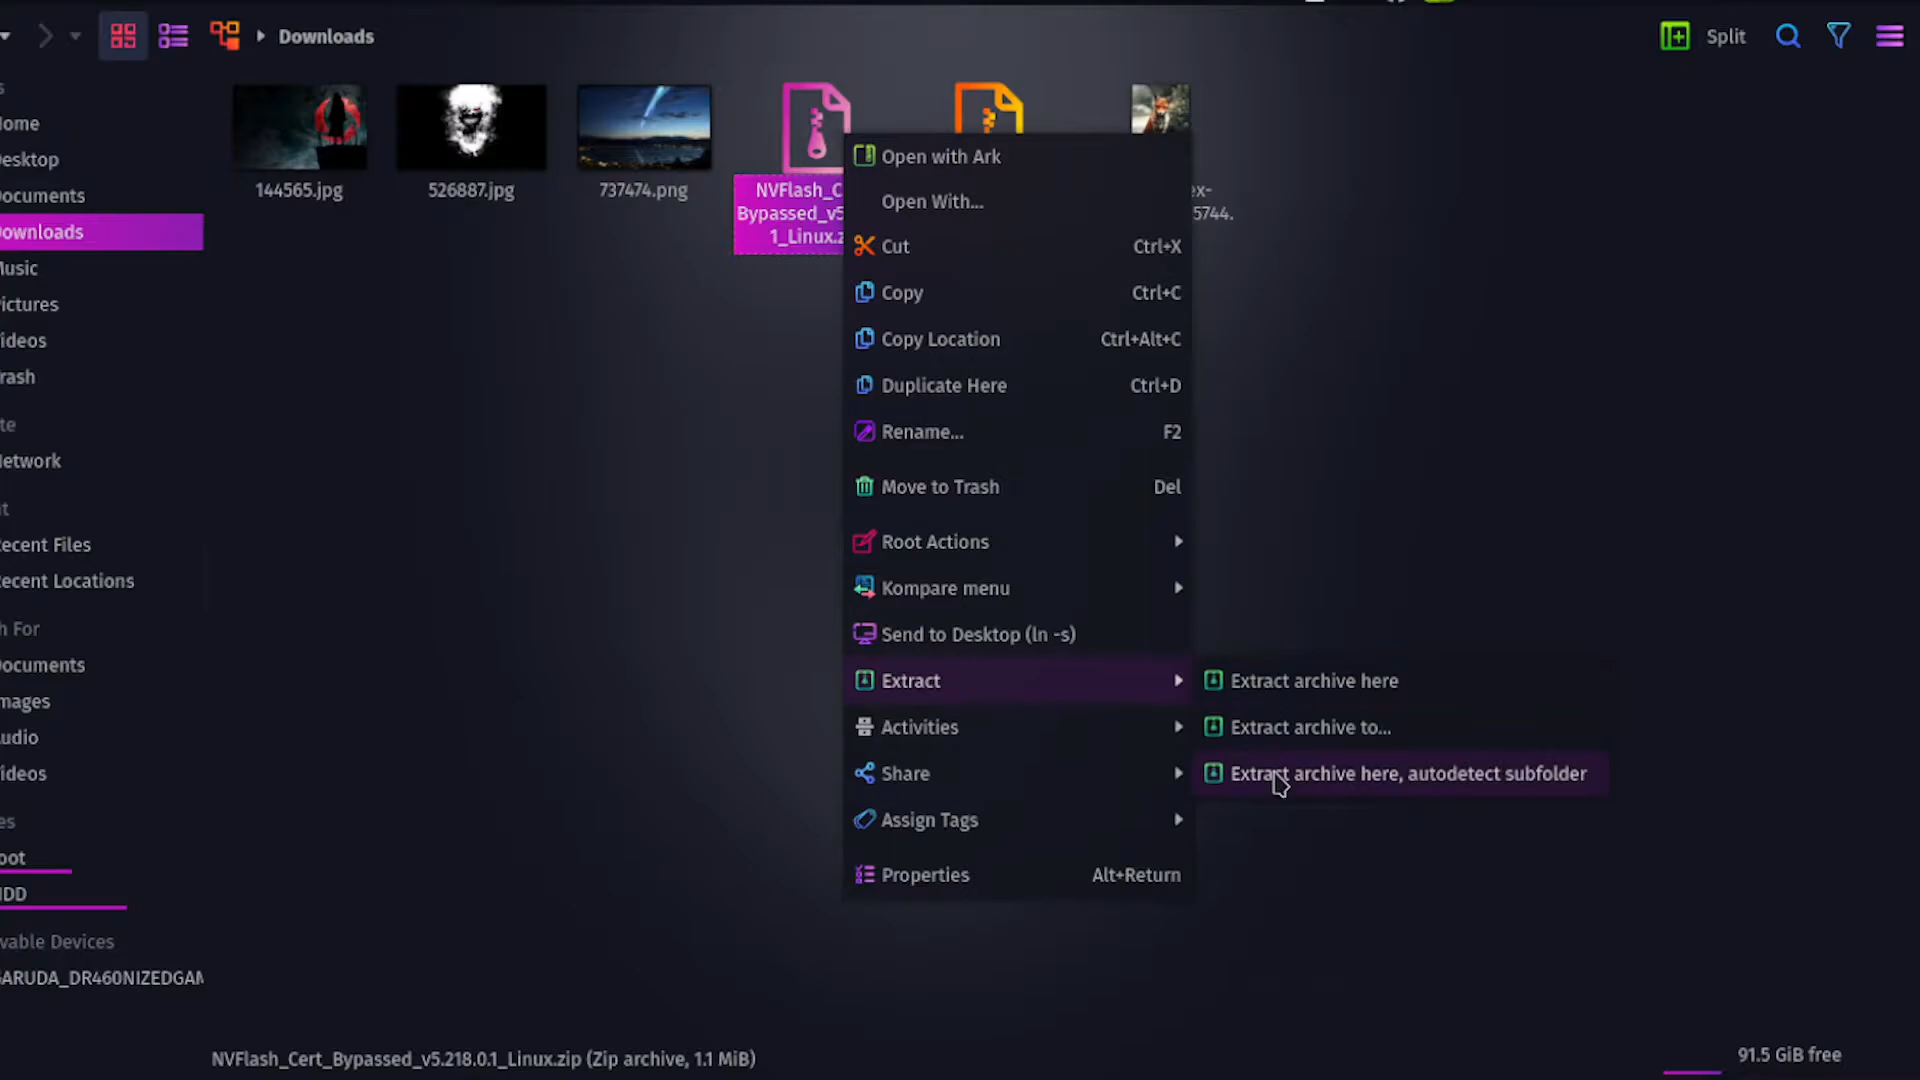 Downloads
Split
s
ome
esktop
ocuments
ownloads
usic
ictures
ideos
rash
te
etwork
t
ecent Files
ecent Locations
h For
ocuments
mages
udio
ideos
es
oot
DD
vable Devices
ARUDA_DR460NIZEDGAM
144565.jpg
526887.jpg
737474.png
NVFlash_C
Bypassed_v5
1_Linux.z
ex-
5744.
Open with Ark
Open With...
Cut Ctrl+X
Copy Ctrl+C
Copy Location Ctrl+Alt+C
Duplicate Here Ctrl+D
Rename... F2
Move to Trash Del
Root Actions
Kompare menu
Send to Desktop (ln -s)
Extract
Activities
Share
Assign Tags
Properties Alt+Return
Extract archive here
Extract archive to...
Extract archive here, autodetect subfolder
NVFlash_Cert_Bypassed_v5.218.0.1_Linux.zip (Zip archive, 1.1 MiB)
91.5 GiB free